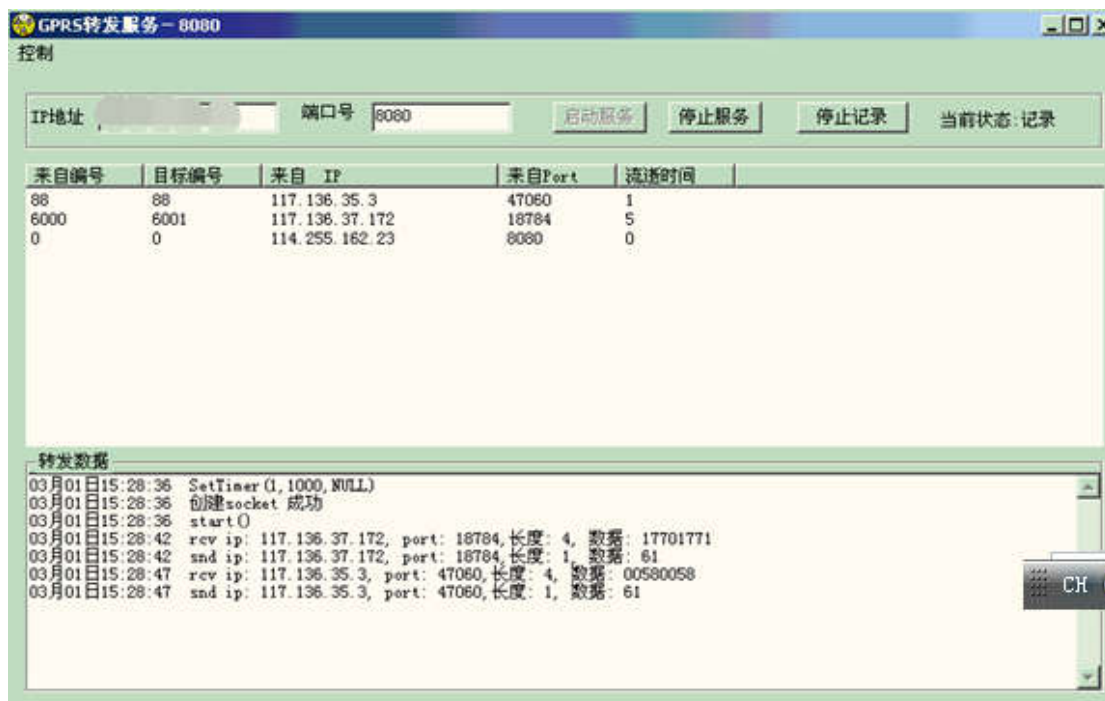 GPRS转发服务－8080
控制
IP地址 端口号 8080 启动服务 停止服务 停止记录 当前状态:记录
来自编号 目标编号 来自 IP 来自Port 流逝时间
88 88 117.136.35.3 47060 1
6000 6001 117.136.37.172 18784 5
0 0 114.255.162.23 8080 0
转发数据
03月01日15:28:36 SetTimer(1,1000,NULL)
03月01日15:28:36 创建socket 成功
03月01日15:28:36 start()
03月01日15:28:42 rcv ip: 117.136.37.172, port: 18784,长度: 4, 数据: 17701771
03月01日15:28:42 snd ip: 117.136.37.172, port: 18784,长度: 1, 数据: 61
03月01日15:28:47 rcv ip: 117.136.35.3, port: 47060,长度: 4, 数据: 00580058
03月01日15:28:47 snd ip: 117.136.35.3, port: 47060,长度: 1, 数据: 61
CH